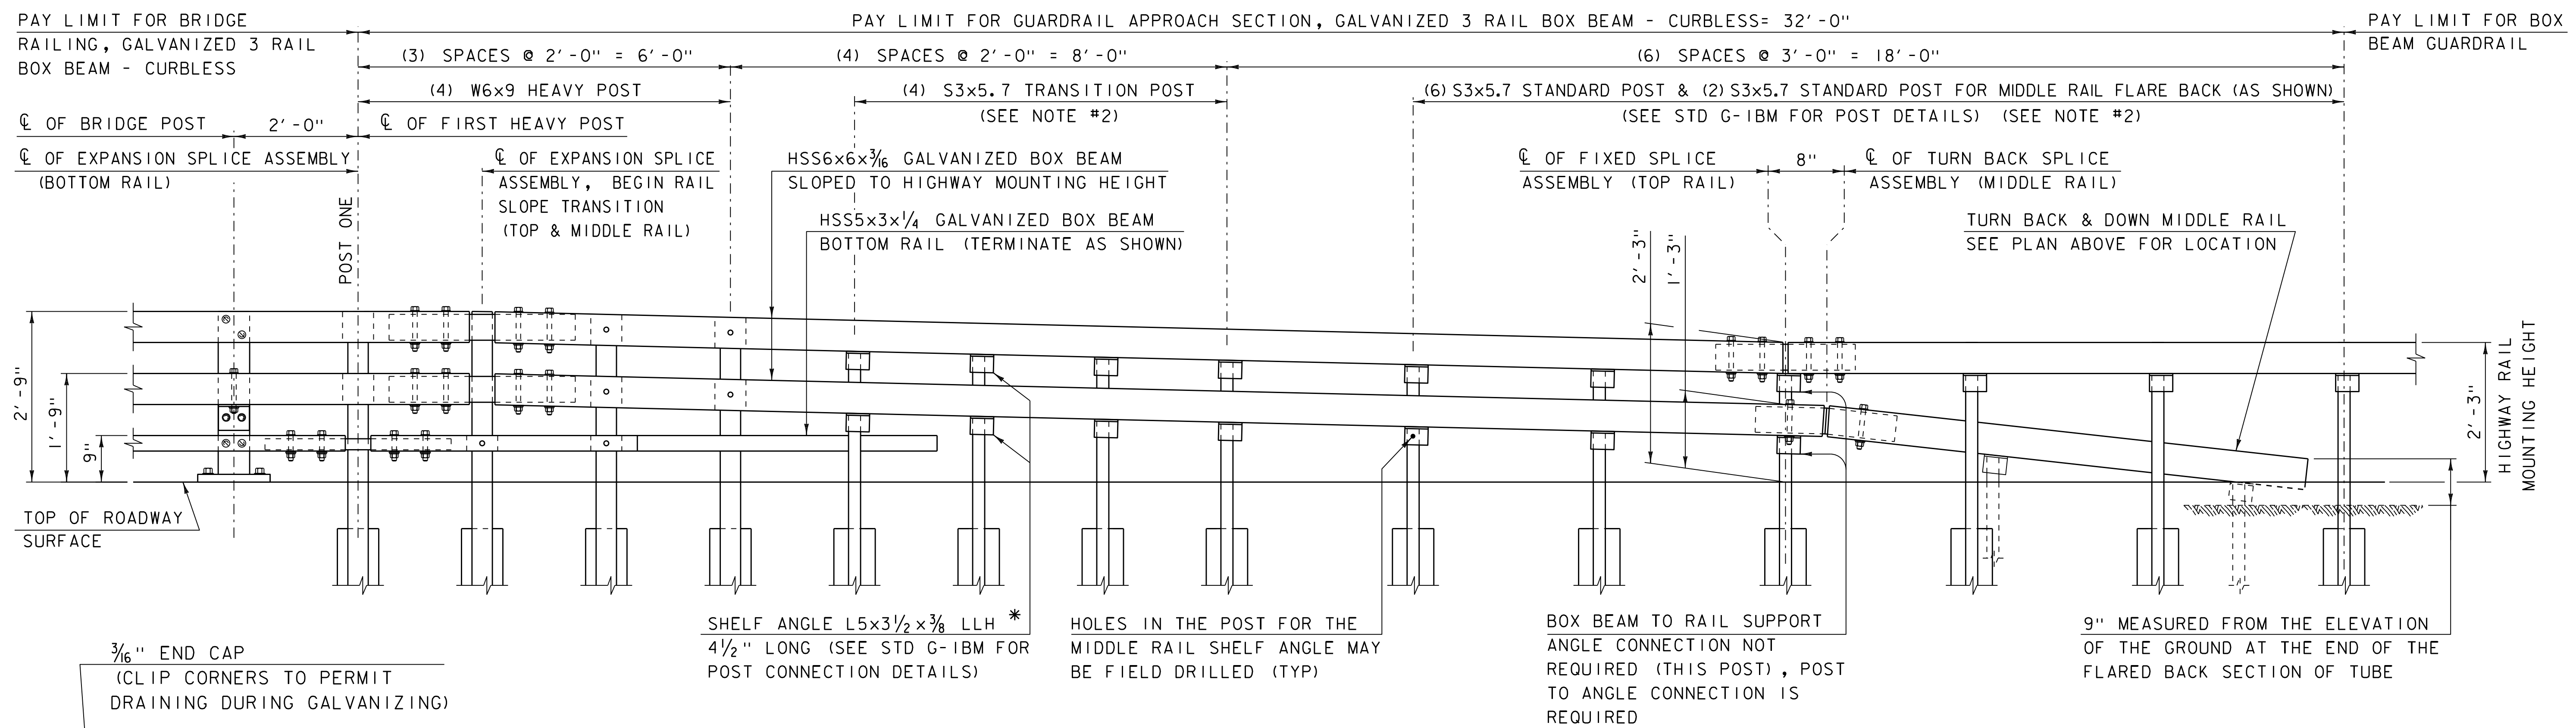 PAY LIMIT FOR BRIDGE
RAILING, GALVANIZED 3 RAIL
BOX BEAM - CURBLESS
PAY LIMIT FOR GUARDRAIL APPROACH SECTION, GALVANIZED 3 RAIL BOX BEAM - CURBLESS= 32'-0"
PAY LIMIT FOR BOX
BEAM GUARDRAIL
(3) SPACES @ 2'-0" = 6'-0"
(4) SPACES @ 2'-0" = 8'-0"
(6) SPACES @ 3'-0" = 18'-0"
(4) W6x9 HEAVY POST
(4) S3x5.7 TRANSITION POST
(SEE NOTE #2)
(6) S3x5.7 STANDARD POST & (2) S3x5.7 STANDARD POST FOR MIDDLE RAIL FLARE BACK (AS SHOWN)
(SEE STD G-1BM FOR POST DETAILS) (SEE NOTE #2)
℄ OF BRIDGE POST
2'-0"
℄ OF FIRST HEAVY POST
℄ OF EXPANSION SPLICE ASSEMBLY
(BOTTOM RAIL)
POST ONE
℄ OF EXPANSION SPLICE
ASSEMBLY, BEGIN RAIL
SLOPE TRANSITION
(TOP & MIDDLE RAIL)
HSS6x6x3/16 GALVANIZED BOX BEAM
SLOPED TO HIGHWAY MOUNTING HEIGHT
HSS5x3x1/4 GALVANIZED BOX BEAM
BOTTOM RAIL (TERMINATE AS SHOWN)
℄ OF FIXED SPLICE
ASSEMBLY (TOP RAIL)
8"
℄ OF TURN BACK SPLICE
ASSEMBLY (MIDDLE RAIL)
TURN BACK & DOWN MIDDLE RAIL
SEE PLAN ABOVE FOR LOCATION
2'-3"
1'-3"
2'-9"
1'-9"
9"
2'-3"
HIGHWAY RAIL
MOUNTING HEIGHT
TOP OF ROADWAY
SURFACE
SHELF ANGLE L5x3 1/2x3/8 LLH *
4 1/2" LONG (SEE STD G-1BM FOR
POST CONNECTION DETAILS)
HOLES IN THE POST FOR THE
MIDDLE RAIL SHELF ANGLE MAY
BE FIELD DRILLED (TYP)
BOX BEAM TO RAIL SUPPORT
ANGLE CONNECTION NOT
REQUIRED (THIS POST), POST
TO ANGLE CONNECTION IS
REQUIRED
9" MEASURED FROM THE ELEVATION
OF THE GROUND AT THE END OF THE
FLARED BACK SECTION OF TUBE
3/16" END CAP
(CLIP CORNERS TO PERMIT
DRAINING DURING GALVANIZING)